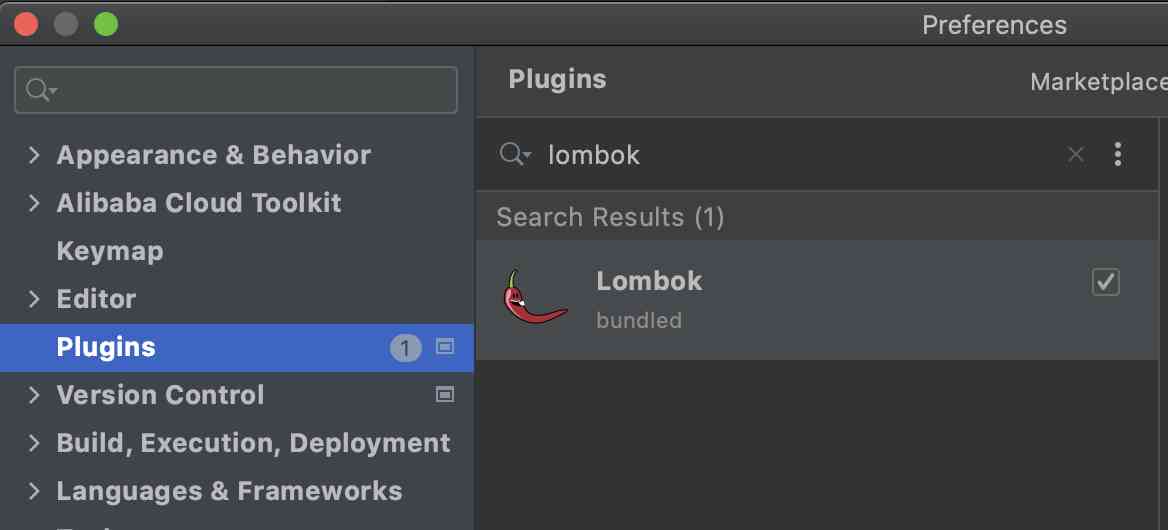 Preferences
Plugins
Marketplace
lombok
Search Results (1)
Lombok
bundled
Appearance & Behavior
Alibaba Cloud Toolkit
Keymap
Editor
Plugins 1
Version Control
Build, Execution, Deployment
Languages & Frameworks